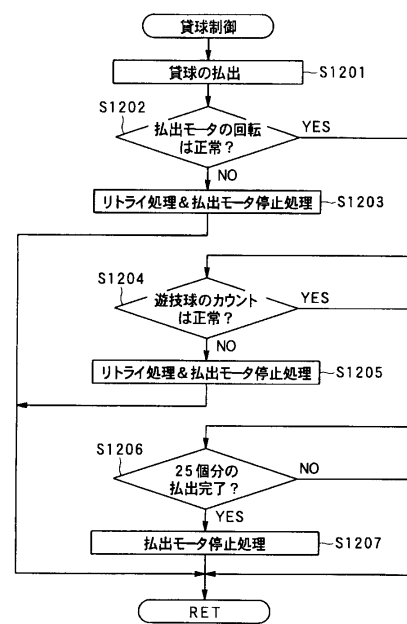 貸球制御
貸球の払出
S1201
S1202
払出モータの回転
は正常?
YES
NO
リトライ処理&払出モータ停止処理
S1203
S1204
遊技球のカウント
は正常?
YES
NO
リトライ処理&払出モータ停止処理
S1205
S1206
25個分の
払出完了?
NO
YES
払出モータ停止処理
S1207
RET